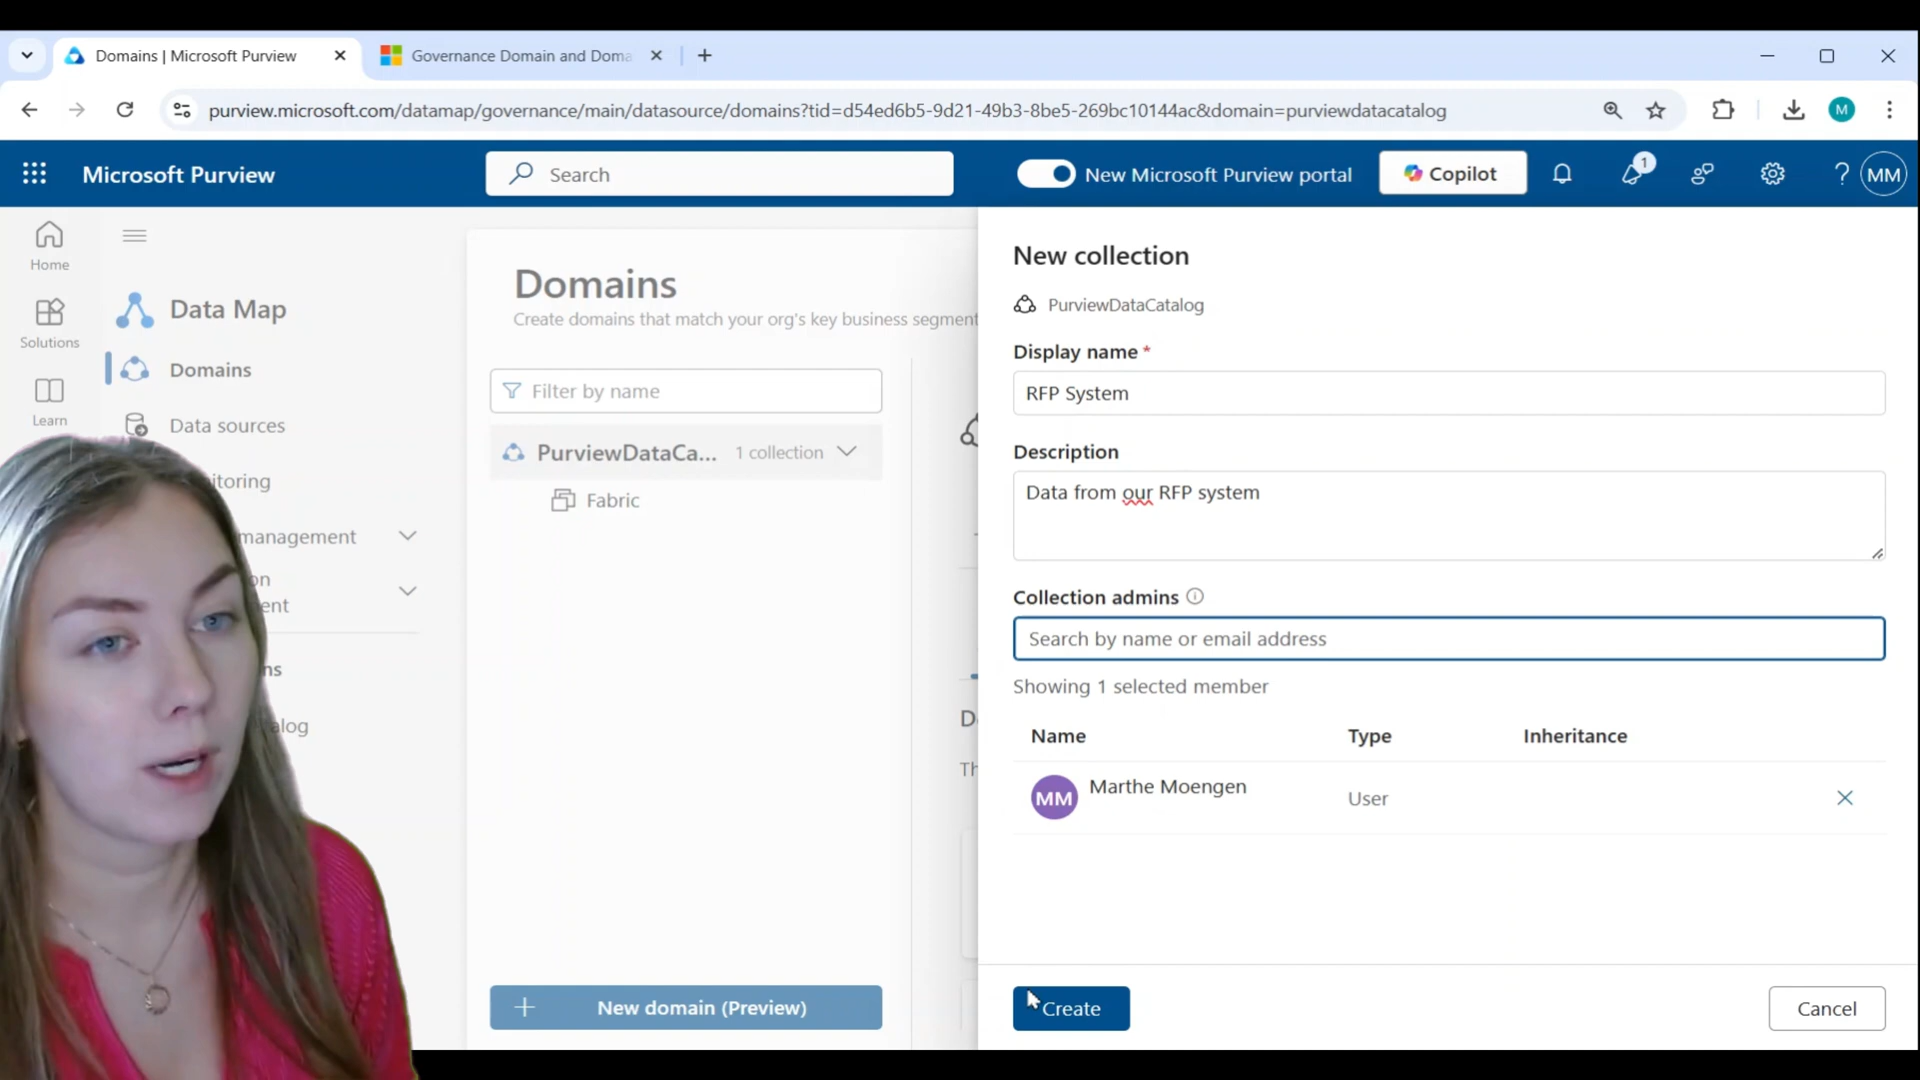 Domains | Microsoft Purview
Governance Domain and Doma
purview.microsoft.com/datamap/governance/main/datasource/domains?tid=d54ed6b5-9d21-49b3-8be5-269bc10144ac&domain=purviewdatacatalog
M
Microsoft Purview
Search
New Microsoft Purview portal
Copilot
1
?
MM
Home
Solutions
Learn
Data Map
Domains
Data sources
itoring
management
on
ent
ns
alog
Domains
Create domains that match your org's key business segment
Filter by name
PurviewDataCa... 1 collection
Fabric
New domain (Preview)
D
Th
New collection
PurviewDataCatalog
Display name *
RFP System
Description
Data from our RFP system
Collection admins
Search by name or email address
Showing 1 selected member
Name Type Inheritance
MM Marthe Moengen User
Create Cancel